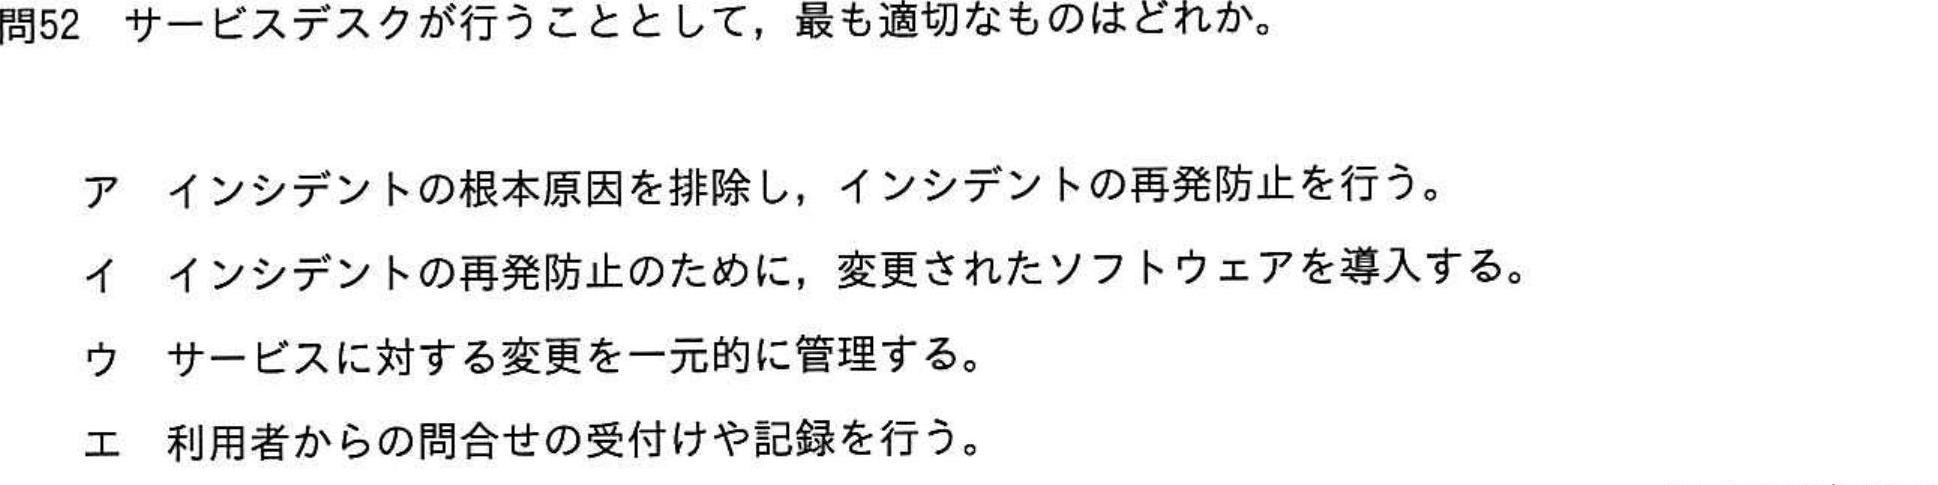 問52　サービスデスクが行うこととして，最も適切なものはどれか。
ア　インシデントの根本原因を排除し，インシデントの再発防止を行う。
イ　インシデントの再発防止のために，変更されたソフトウェアを導入する。
ウ　サービスに対する変更を一元的に管理する。
エ　利用者からの問合せの受付けや記録を行う。